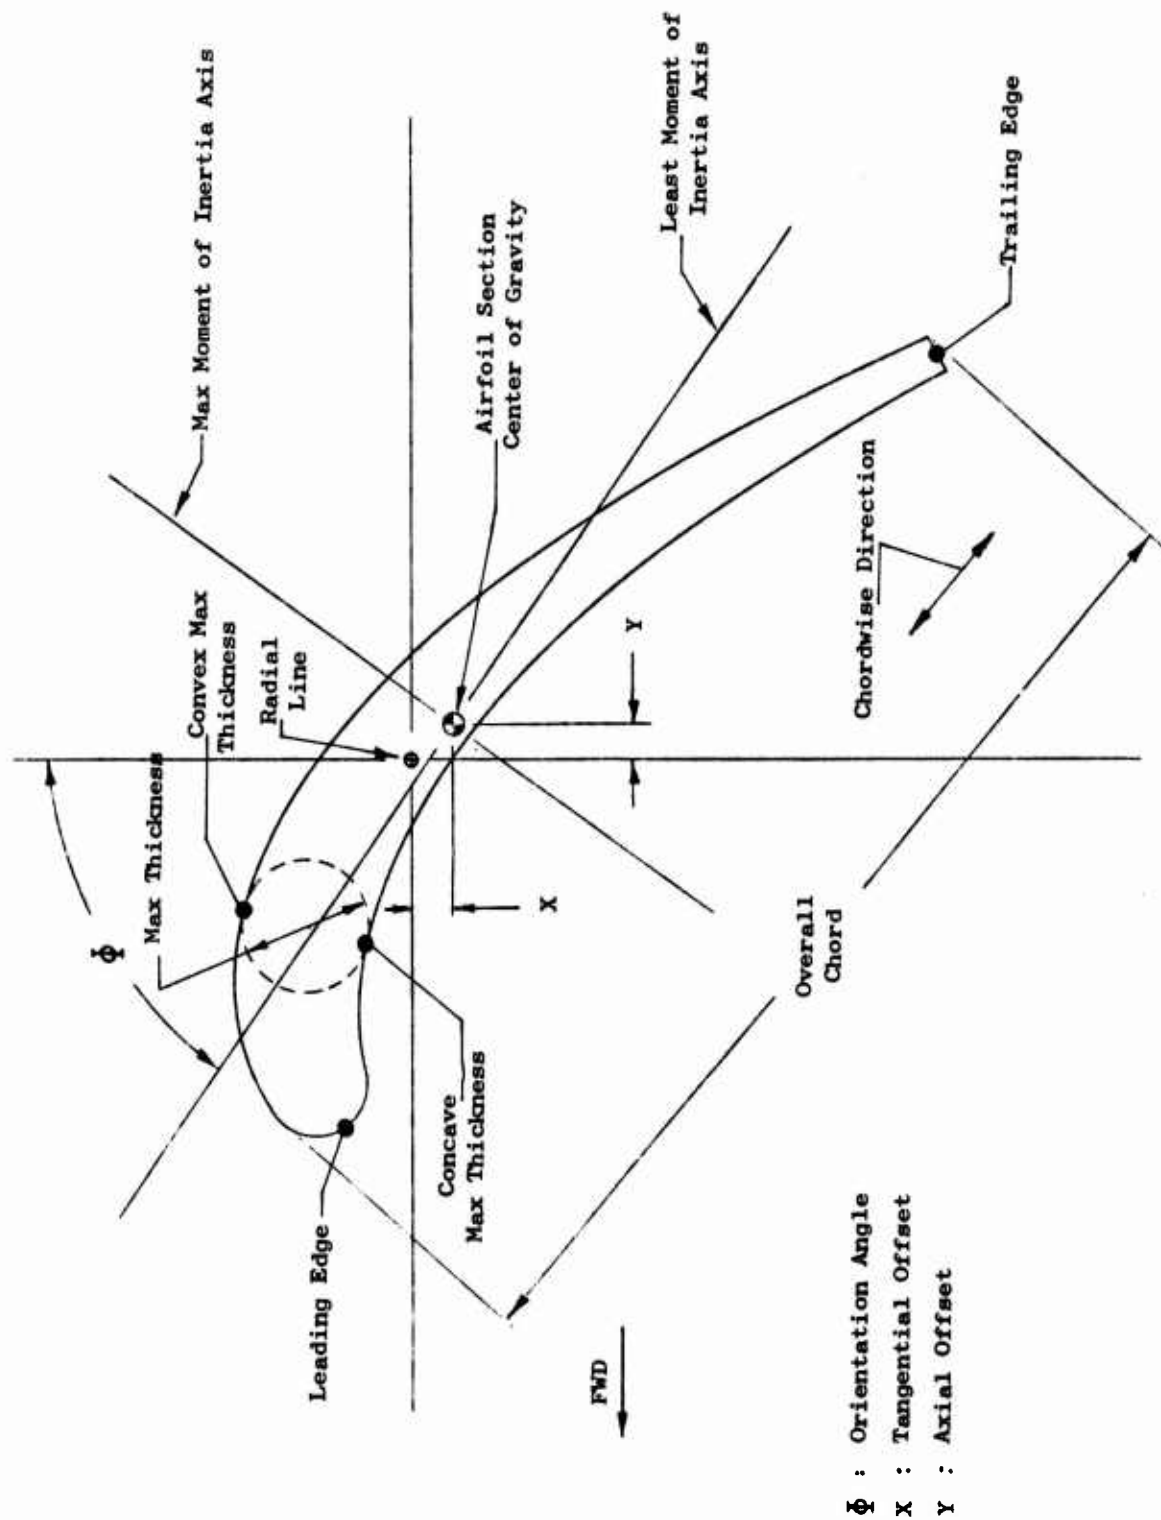 Max Moment of Inertia Axis
Convex Max
Thickness
Max Thickness
Radial
Line
Φ
Airfoil Section
Center of Gravity
Least Moment of
Inertia Axis
Trailing Edge
Leading Edge
Concave
Max Thickness
X
Y
Chordwise Direction
Overall
Chord
FWD
Φ : Orientation Angle
X : Tangential Offset
Y : Axial Offset